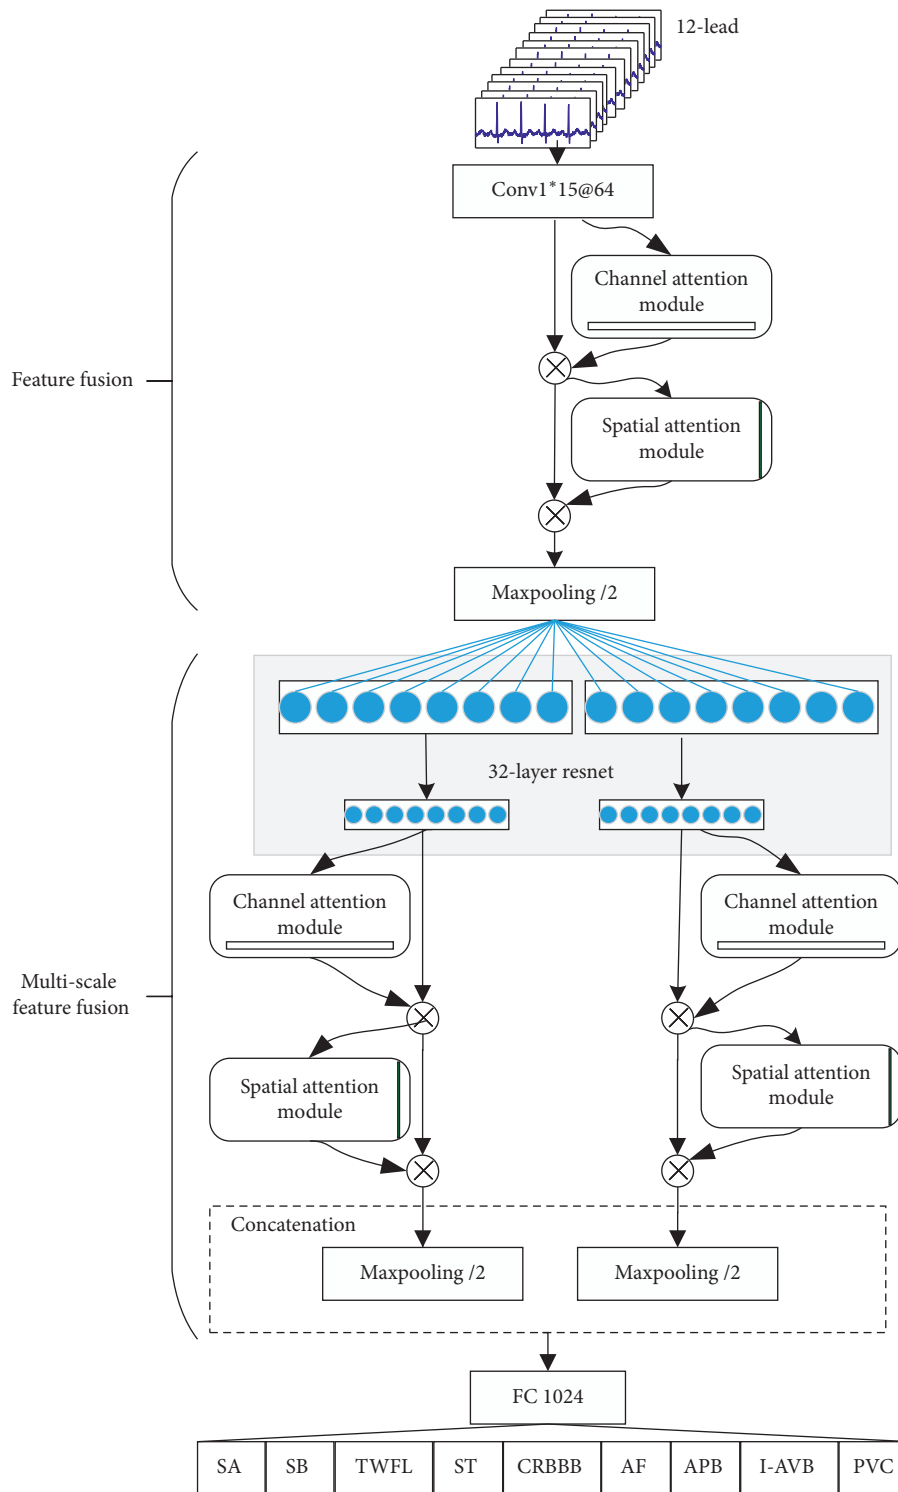 12-lead
Conv1*15@64
Channel attention
module
Feature fusion
Spatial attention
module
Maxpooling /2
32-layer resnet
Channel attention
module
Channel attention
module
Multi-scale
feature fusion
Spatial attention
module
Spatial attention
module
Concatenation
Maxpooling /2
Maxpooling /2
FC 1024
SA SB TWFL ST CRBBB AF APB I-AVB PVC